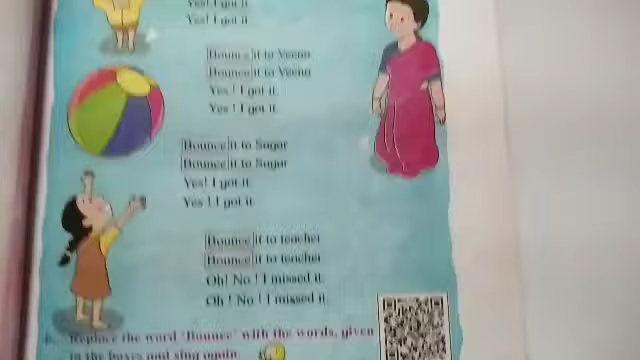 Yes! I got it
Yes! I got it
Bounce it to Veena
Bounce it to Veena
Yes ! I got it.
Yes ! I got it.
Bounce it to Sagar
Bounce it to Sagar
Yes! I got it
Yes ! I got it
Bounce it to teacher
Bounce it to teacher
Oh! No ! I missed it.
Oh ! No ! I missed it.
Replace the word 'Bounce' with the words, given
in the boxes and sing again.